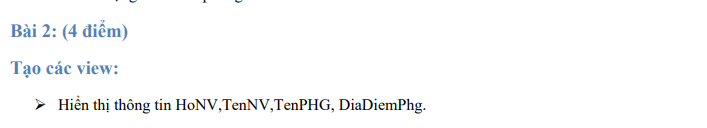 Bài 2: (4 điểm)
Tạo các view:
➤ Hiển thị thông tin HoNV,TenNV,TenPHG, DiaDiemPhg.